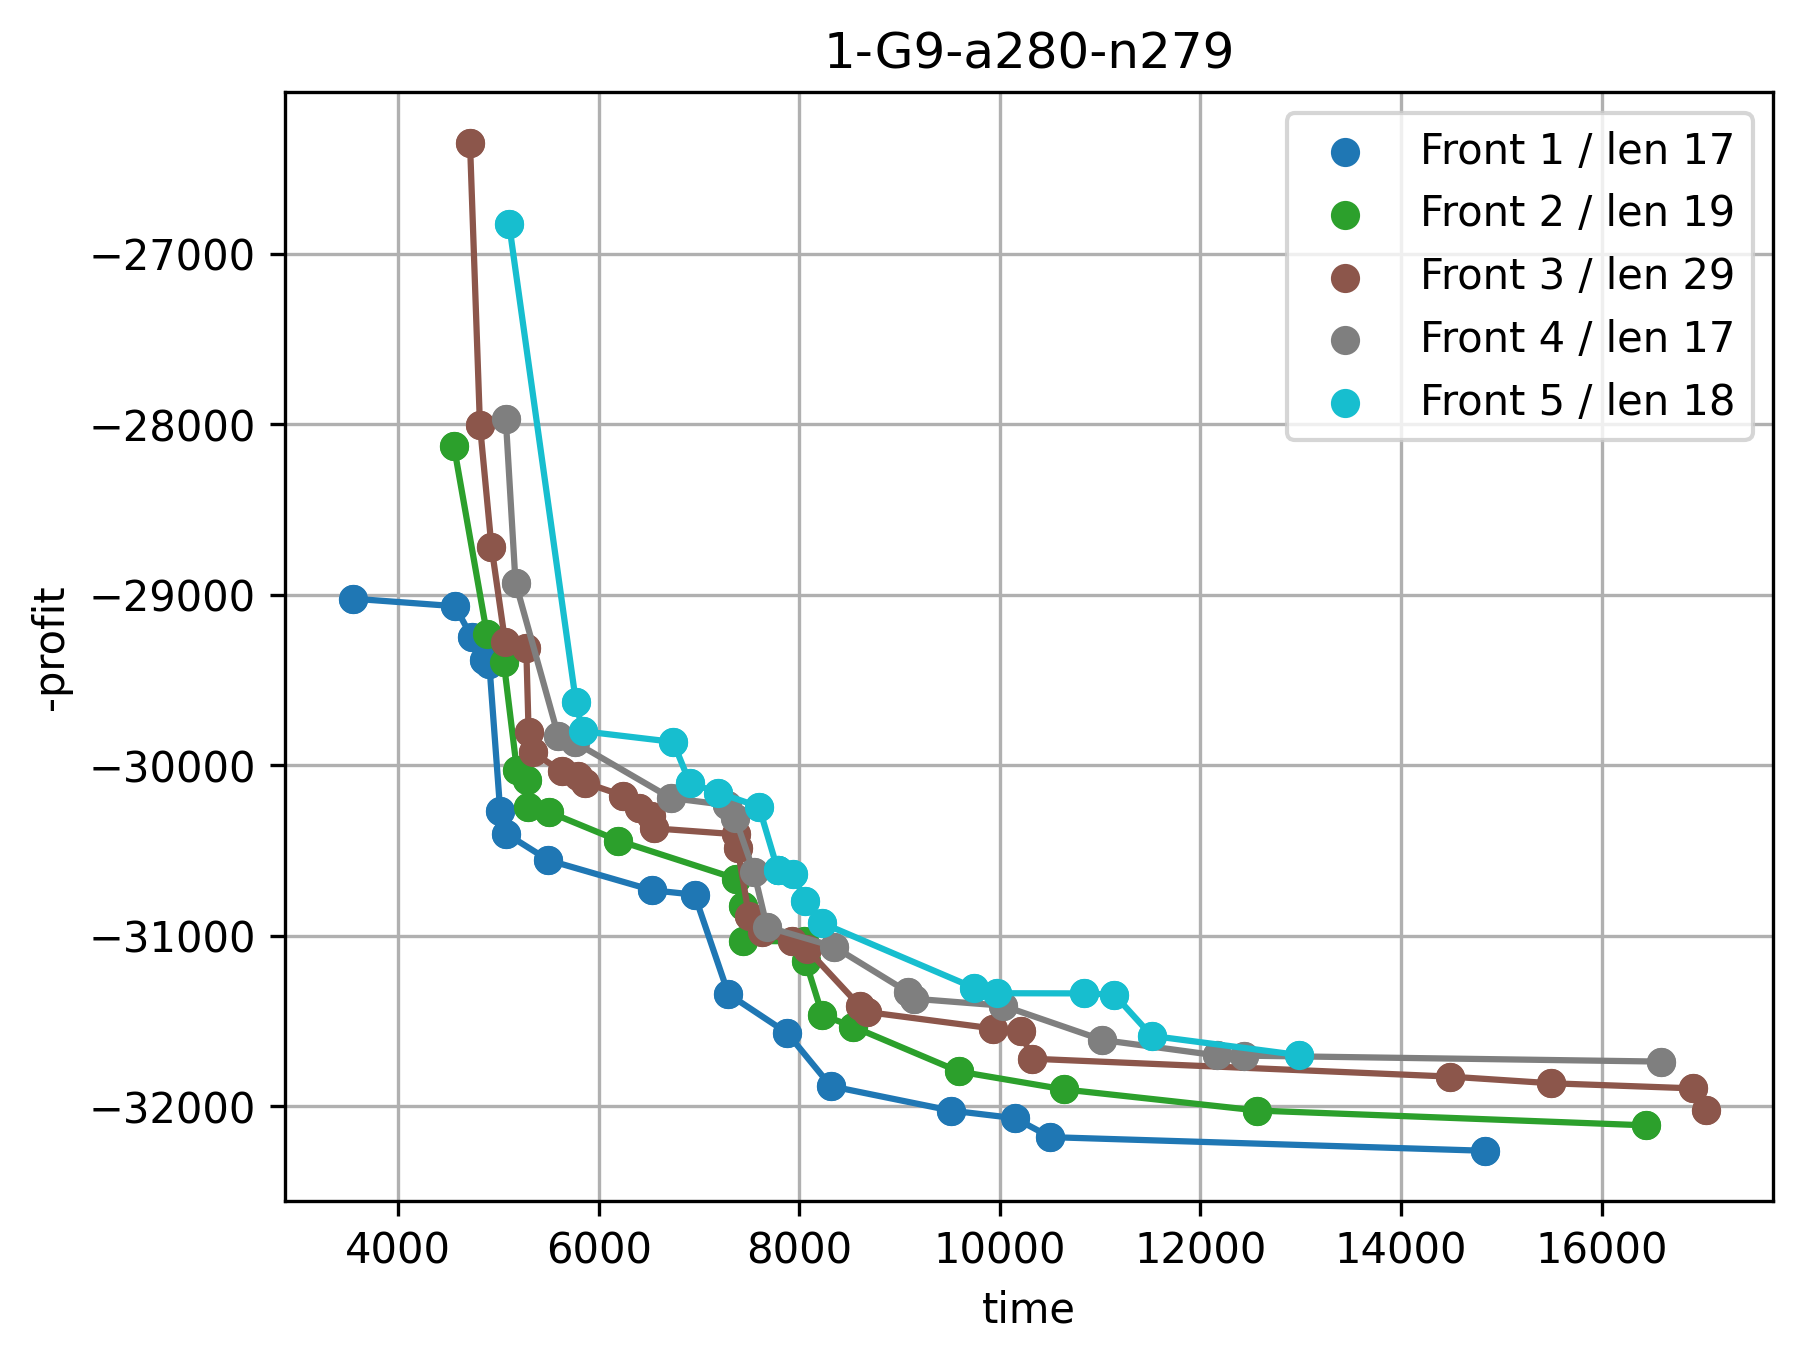 1-G9-a280-n279
Front 1 / len 17
Front 2 / len 19
Front 3 / len 29
Front 4 / len 17
Front 5 / len 18
-profit
−27000
−28000
−29000
−30000
−31000
−32000
4000 6000 8000 10000 12000 14000 16000
time